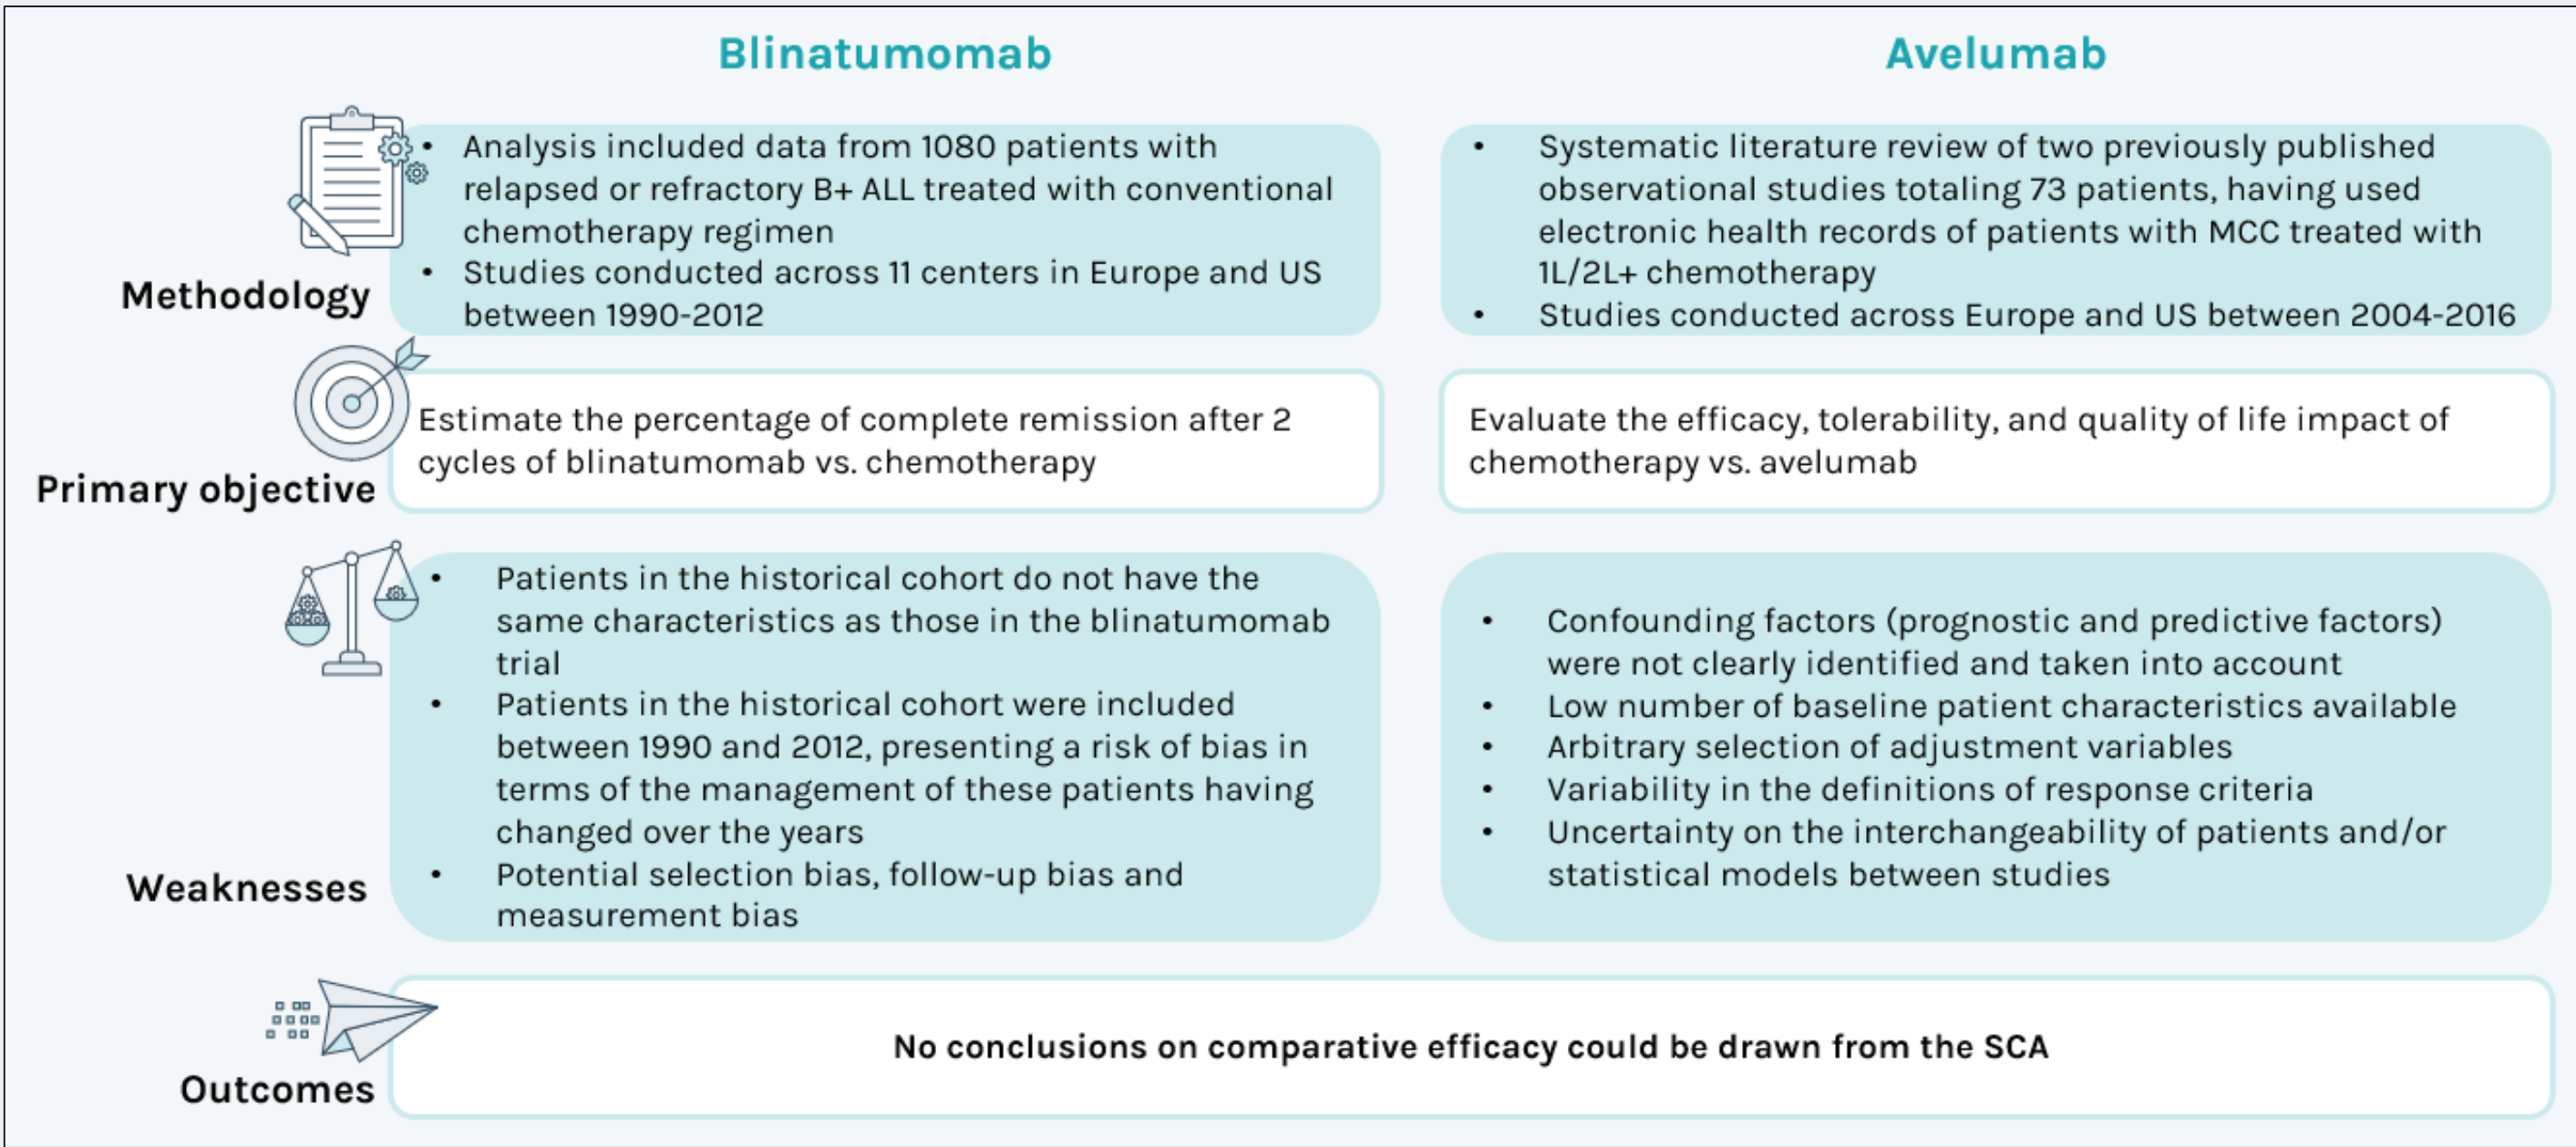 Blinatumomab
Avelumab
Methodology
• Analysis included data from 1080 patients with
relapsed or refractory B+ ALL treated with conventional
chemotherapy regimen
• Studies conducted across 11 centers in Europe and US
between 1990-2012
• Systematic literature review of two previously published
observational studies totaling 73 patients, having used
electronic health records of patients with MCC treated with
1L/2L+ chemotherapy
• Studies conducted across Europe and US between 2004-2016
Primary objective
Estimate the percentage of complete remission after 2
cycles of blinatumomab vs. chemotherapy
Evaluate the efficacy, tolerability, and quality of life impact of
chemotherapy vs. avelumab
Weaknesses
• Patients in the historical cohort do not have the
same characteristics as those in the blinatumomab
trial
• Patients in the historical cohort were included
between 1990 and 2012, presenting a risk of bias in
terms of the management of these patients having
changed over the years
• Potential selection bias, follow-up bias and
measurement bias
• Confounding factors (prognostic and predictive factors)
were not clearly identified and taken into account
• Low number of baseline patient characteristics available
• Arbitrary selection of adjustment variables
• Variability in the definitions of response criteria
• Uncertainty on the interchangeability of patients and/or
statistical models between studies
Outcomes
No conclusions on comparative efficacy could be drawn from the SCA